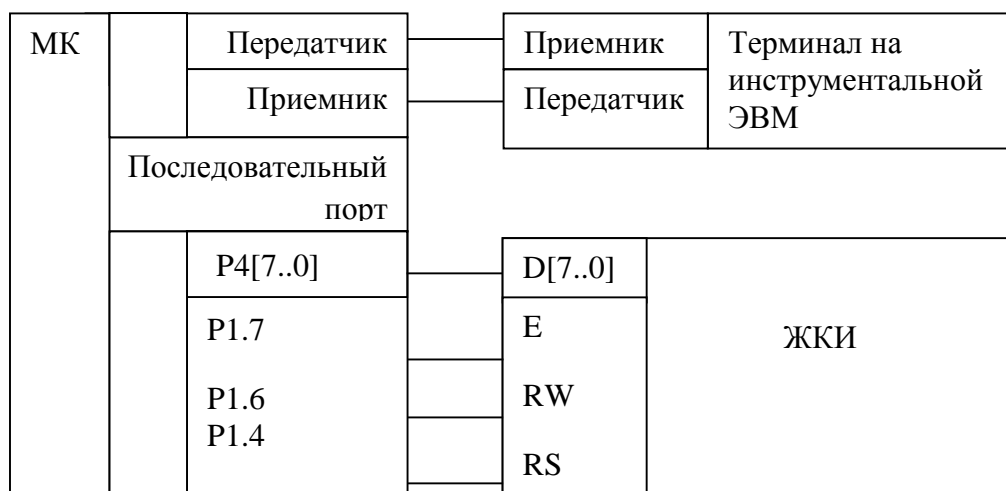 МК
Передатчик
Приемник
Последовательный
порт
P4[7..0]
P1.7
P1.6
P1.4
Приемник
Передатчик
Терминал на
инструментальной
ЭВМ
D[7..0]
E
RW
RS
ЖКИ